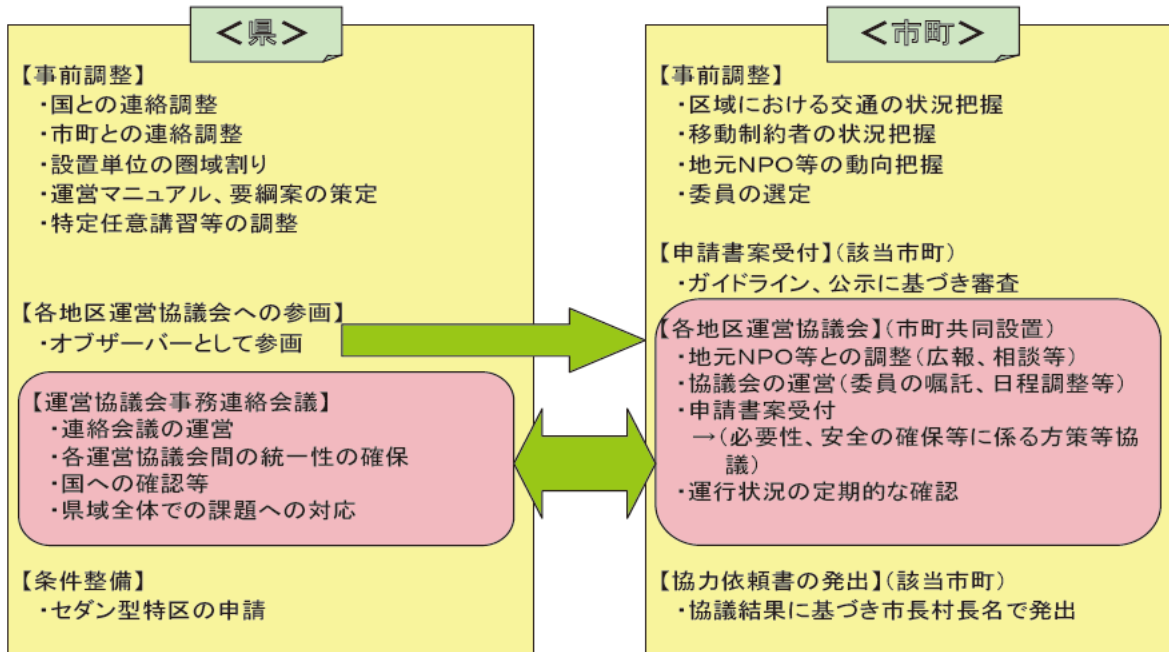 <県>
【事前調整】
・国との連絡調整
・市町との連絡調整
・設置単位の圏域割り
・運営マニュアル、要綱案の策定
・特定任意講習等の調整
【各地区運営協議会への参画】
・オブザーバーとして参画
【運営協議会事務連絡会議】
・連絡会議の運営
・各運営協議会間の統一性の確保
・国への確認等
・県域全体での課題への対応
【条件整備】
・セダン型特区の申請
<市町>
【事前調整】
・区域における交通の状況把握
・移動制約者の状況把握
・地元NPO等の動向把握
・委員の選定
【申請書案受付】(該当市町)
・ガイドライン、公示に基づき審査
【各地区運営協議会】(市町共同設置)
・地元NPO等との調整(広報、相談等)
・協議会の運営(委員の嘱託、日程調整等)
・申請書案受付
→(必要性、安全の確保等に係る方策等協
議)
・運行状況の定期的な確認
【協力依頼書の発出】(該当市町)
・協議結果に基づき市長村長名で発出